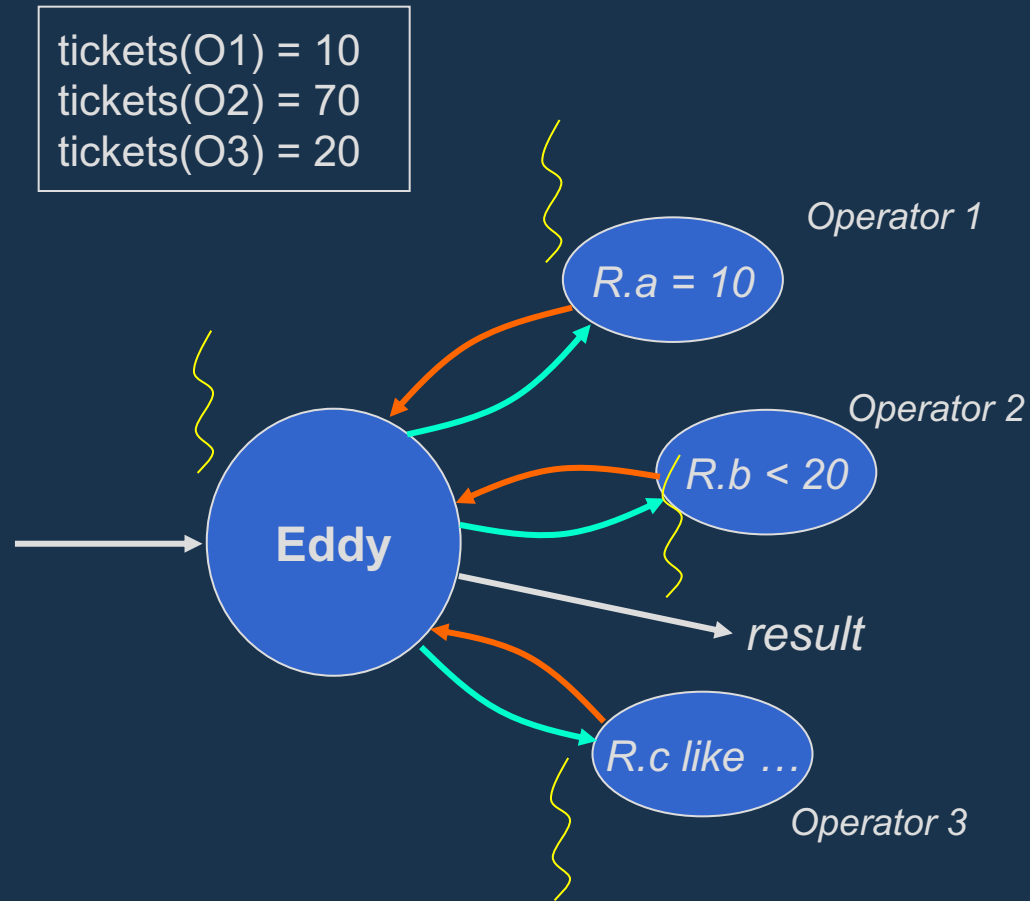 tickets(O1) = 10
tickets(O2) = 70
tickets(O3) = 20
Operator 1
R.a = 10
Operator 2
R.b < 20
Eddy
result
R.c like …
Operator 3